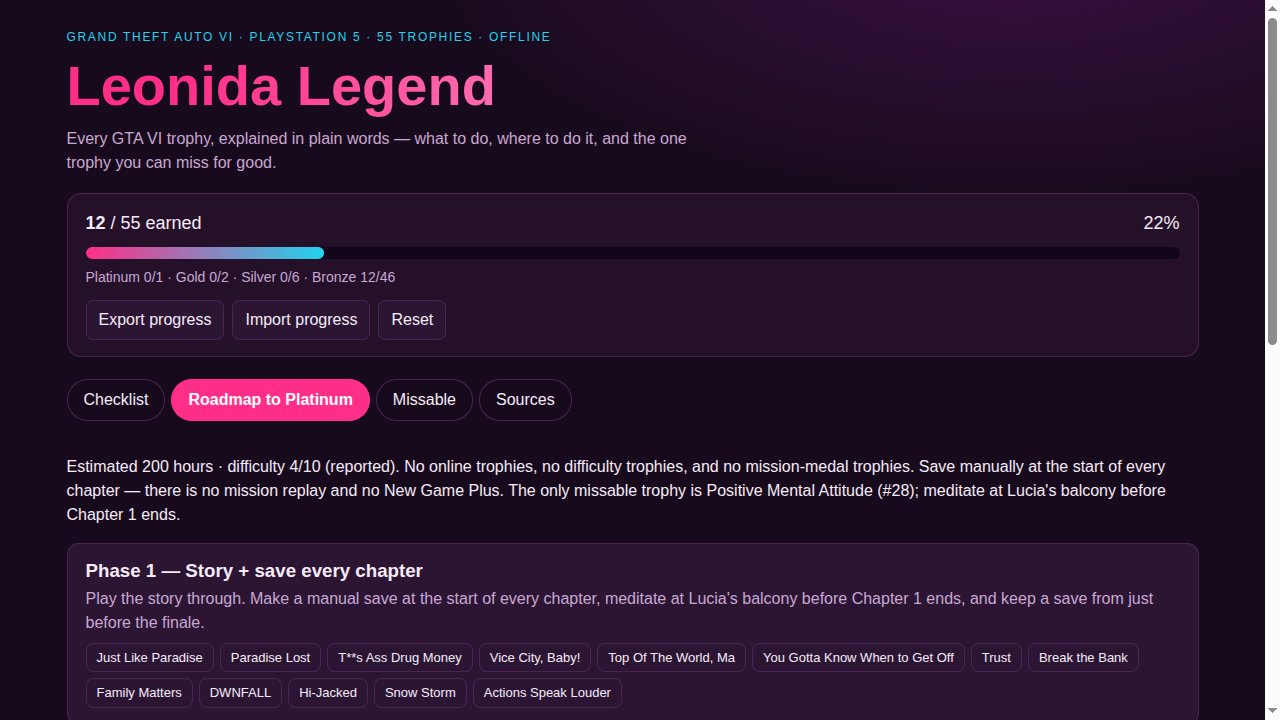 GRAND THEFT AUTO VI · PLAYSTATION 5 · 55 TROPHIES · OFFLINE
Leonida Legend
Every GTA VI trophy, explained in plain words — what to do, where to do it, and the one
trophy you can miss for good.
12 / 55 earned 22%
Platinum 0/1 · Gold 0/2 · Silver 0/6 · Bronze 12/46
Export progress Import progress Reset
Checklist Roadmap to Platinum Missable Sources
Estimated 200 hours · difficulty 4/10 (reported). No online trophies, no difficulty trophies, and no mission-medal trophies. Save manually at the start of every
chapter — there is no mission replay and no New Game Plus. The only missable trophy is Positive Mental Attitude (#28); meditate at Lucia's balcony before
Chapter 1 ends.
Phase 1 — Story + save every chapter
Play the story through. Make a manual save at the start of every chapter, meditate at Lucia's balcony before Chapter 1 ends, and keep a save from just
before the finale.
Just Like Paradise Paradise Lost T**s Ass Drug Money Vice City, Baby! Top Of The World, Ma You Gotta Know When to Get Off Trust Break the Bank
Family Matters DWNFALL Hi-Jacked Snow Storm Actions Speak Louder